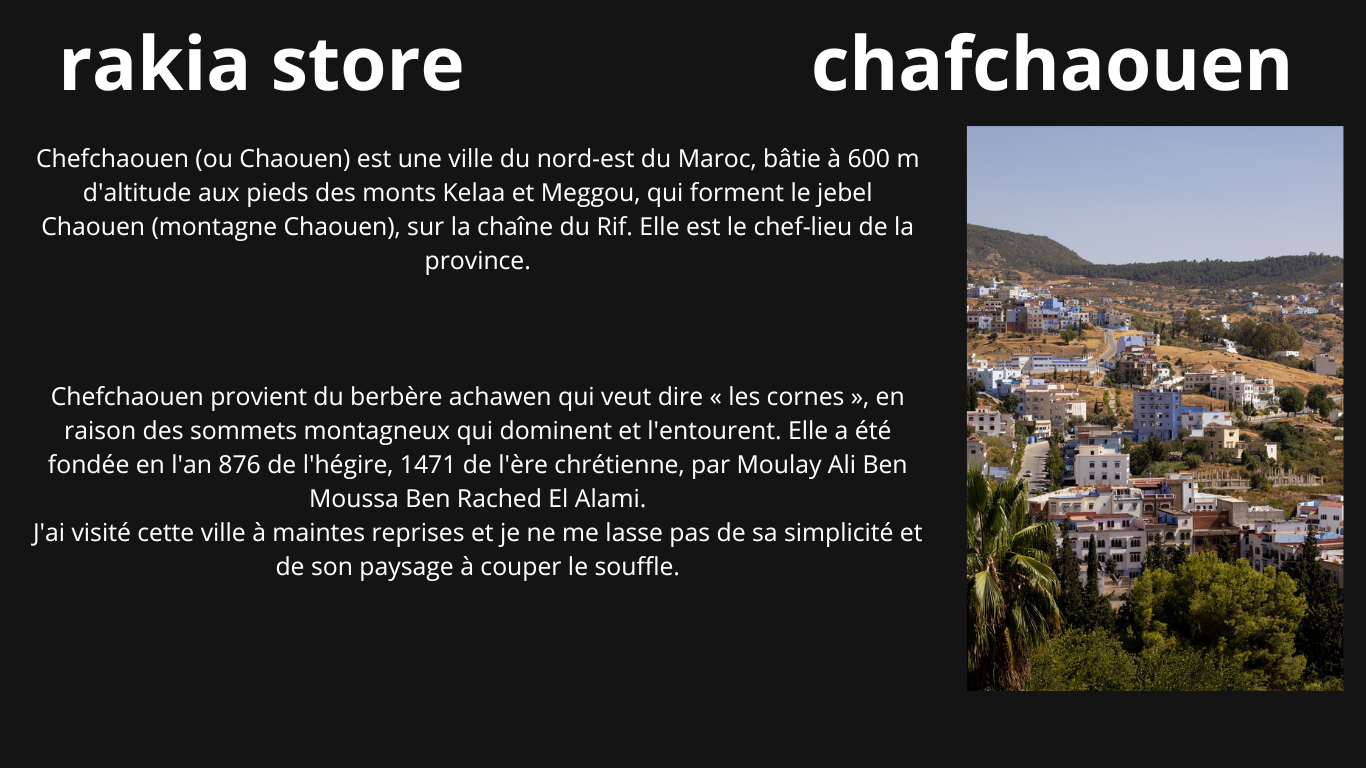 rakia store
chafchaouen
Chefchaouen (ou Chaouen) est une ville du nord-est du Maroc, bâtie à 600 m
d'altitude aux pieds des monts Kelaa et Meggou, qui forment le jebel
Chaouen (montagne Chaouen), sur la chaîne du Rif. Elle est le chef-lieu de la
province.
Chefchaouen provient du berbère achawen qui veut dire « les cornes », en
raison des sommets montagneux qui dominent et l'entourent. Elle a été
fondée en l'an 876 de l'hégire, 1471 de l'ère chrétienne, par Moulay Ali Ben
Moussa Ben Rached El Alami.
J'ai visité cette ville à maintes reprises et je ne me lasse pas de sa simplicité et
de son paysage à couper le souffle.